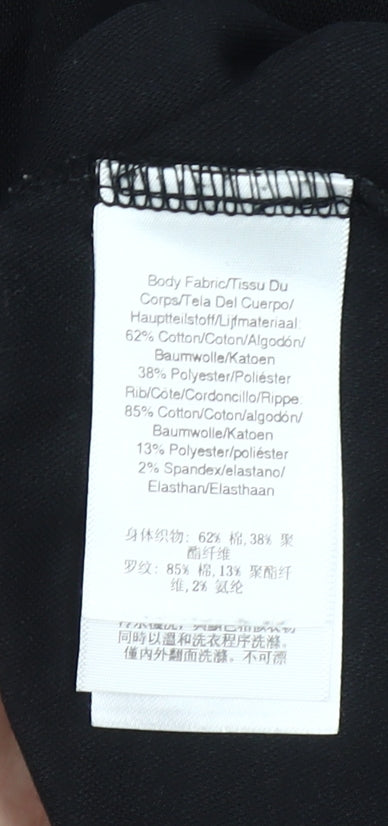 Body Fabric/Tissu Du
Corps/Tela Del Cuerpo/
Hauptteilstoff/Lijfmateriaal:
62% Cotton/Coton/Algodón/
Baumwolle/Katoen
38% Polyester/Poliéster
Rib/Côte/Cordoncillo/Rippe:
85% Cotton/Coton/algodón/
Baumwolle/Katoen
13% Polyester/poliéster
2% Spandex/elastano/
Elasthan/Elasthaan
身体织物: 62% 棉,38% 聚
酯纤维
罗纹: 85% 棉,13% 聚酯纤
维,2% 氨纶
同時以溫和洗衣程序洗滌。
僅內外翻面洗滌。不可漂